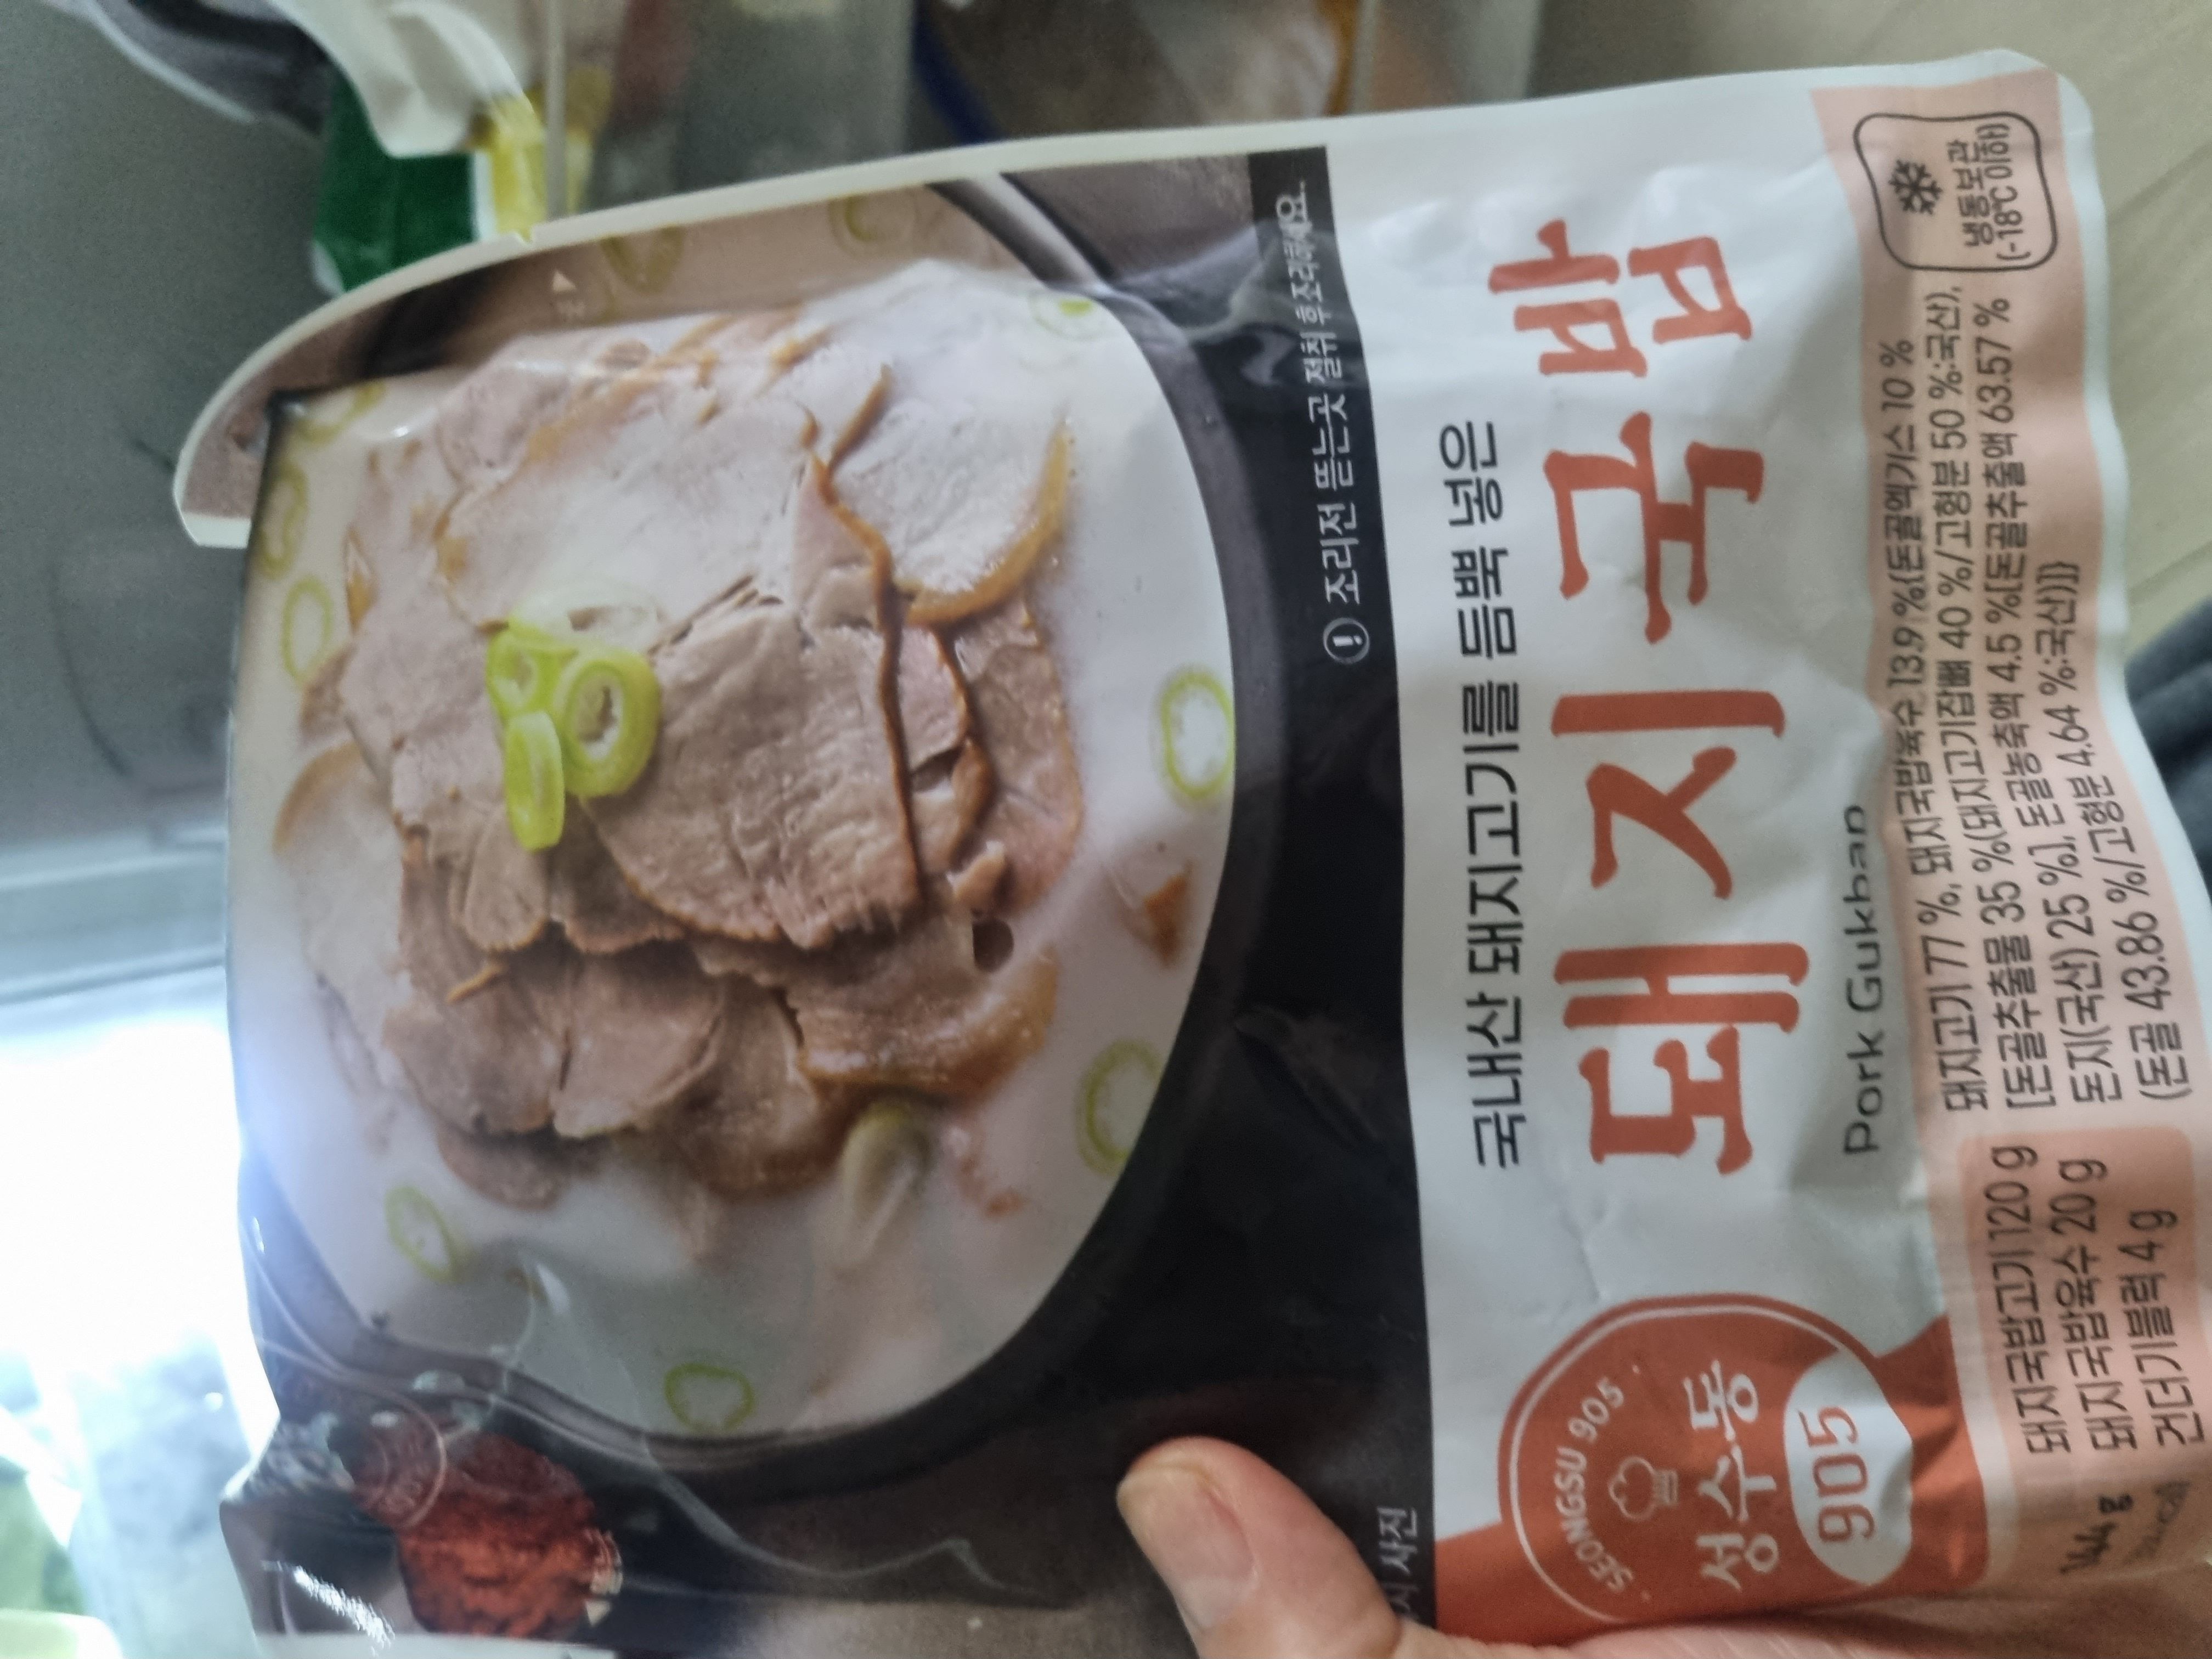 ! 조리전 뜯는곳 절취 후 조리하세요.
사진
국내산 돼지고기를 듬뿍 넣은
돼지국밥
Pork Gukbap
SEONGSU 905
성수동
905
냉동보관
(-18℃이하)
돼지고기 77 %, 돼지국밥육수 13.9 %{돈골엑기스 10 %
[돈골추출물 35 %(돼지고기잡뼈 40 %/고형분 50 %:국산),
돈지(국산) 25 %], 돈골농축액 4.5 %[돈골추출액 63.57 %
(돈골 43.86 %/고형분 4.64 %:국산)]}
돼지국밥고기 120 g
돼지국밥육수 20 g
건더기블럭 4 g
144 g